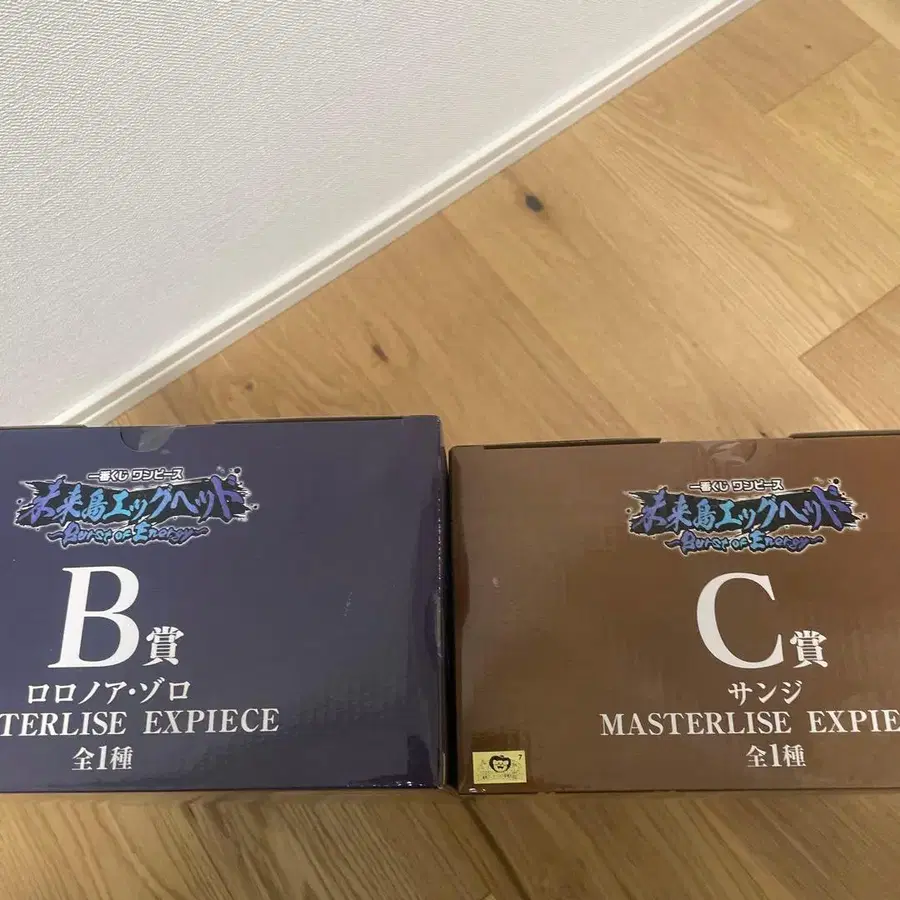 一番くじ ワンピース
未来島エッグヘッド
~Burst of Energy~
B賞
ロロノア・ゾロ
TERLISE EXPIECE
全1種
一番くじ ワンピース
未来島エッグヘッド
~Burst of Energy~
C賞
サンジ
MASTERLISE EXPIE
全1種
7